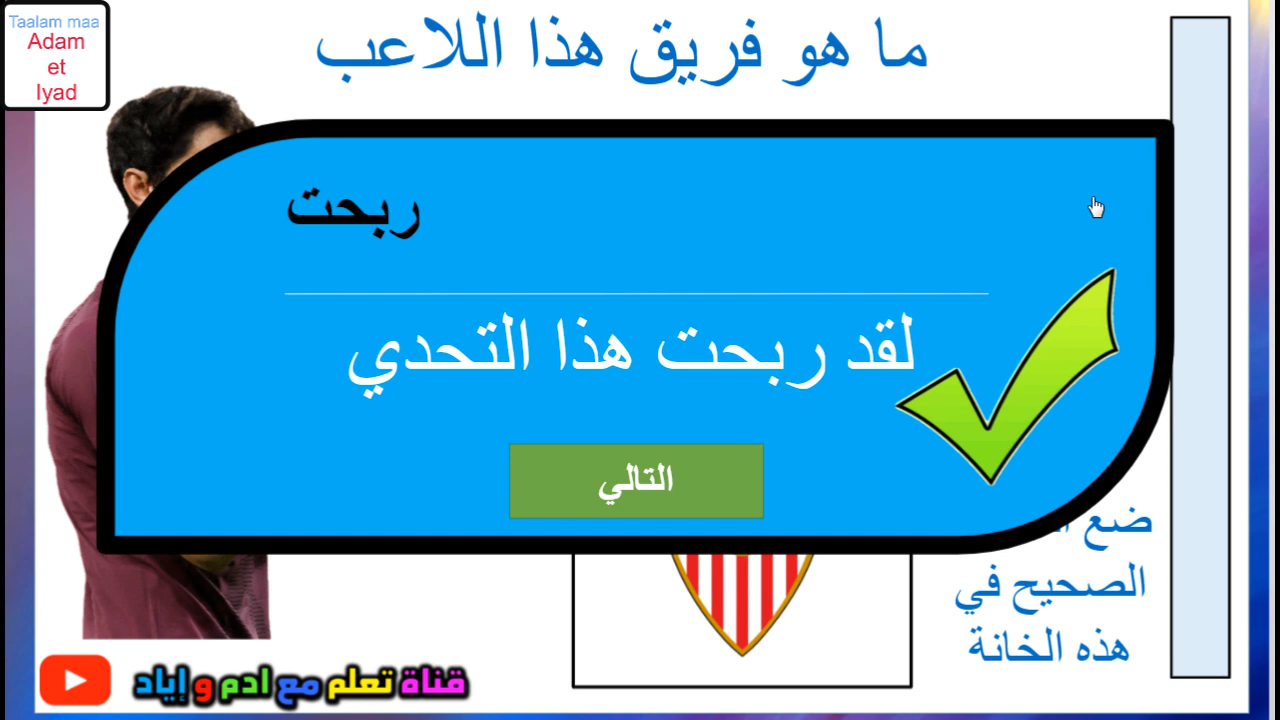 Taalam maa
Adam
et
Iyad
ما هو فريق هذا اللاعب
ربحت
لقد ربحت هذا التحدي
التالي
ضع
الصحيح في
هذه الخانة
قناة تعلم مع ادم و إياد